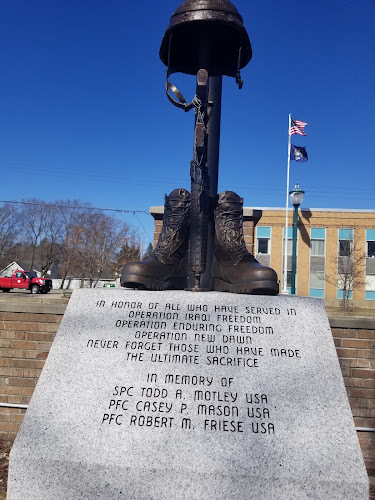 IN HONOR OF ALL WHO HAVE SERVED IN
OPERATION IRAQI FREEDOM
OPERATION ENDURING FREEDOM
OPERATION NEW DAWN
NEVER FORGET THOSE WHO HAVE MADE
THE ULTIMATE SACRIFICE
IN MEMORY OF
SPC TODD A. MOTLEY USA
PFC CASEY P. MASON USA
PFC ROBERT M. FRIESE USA